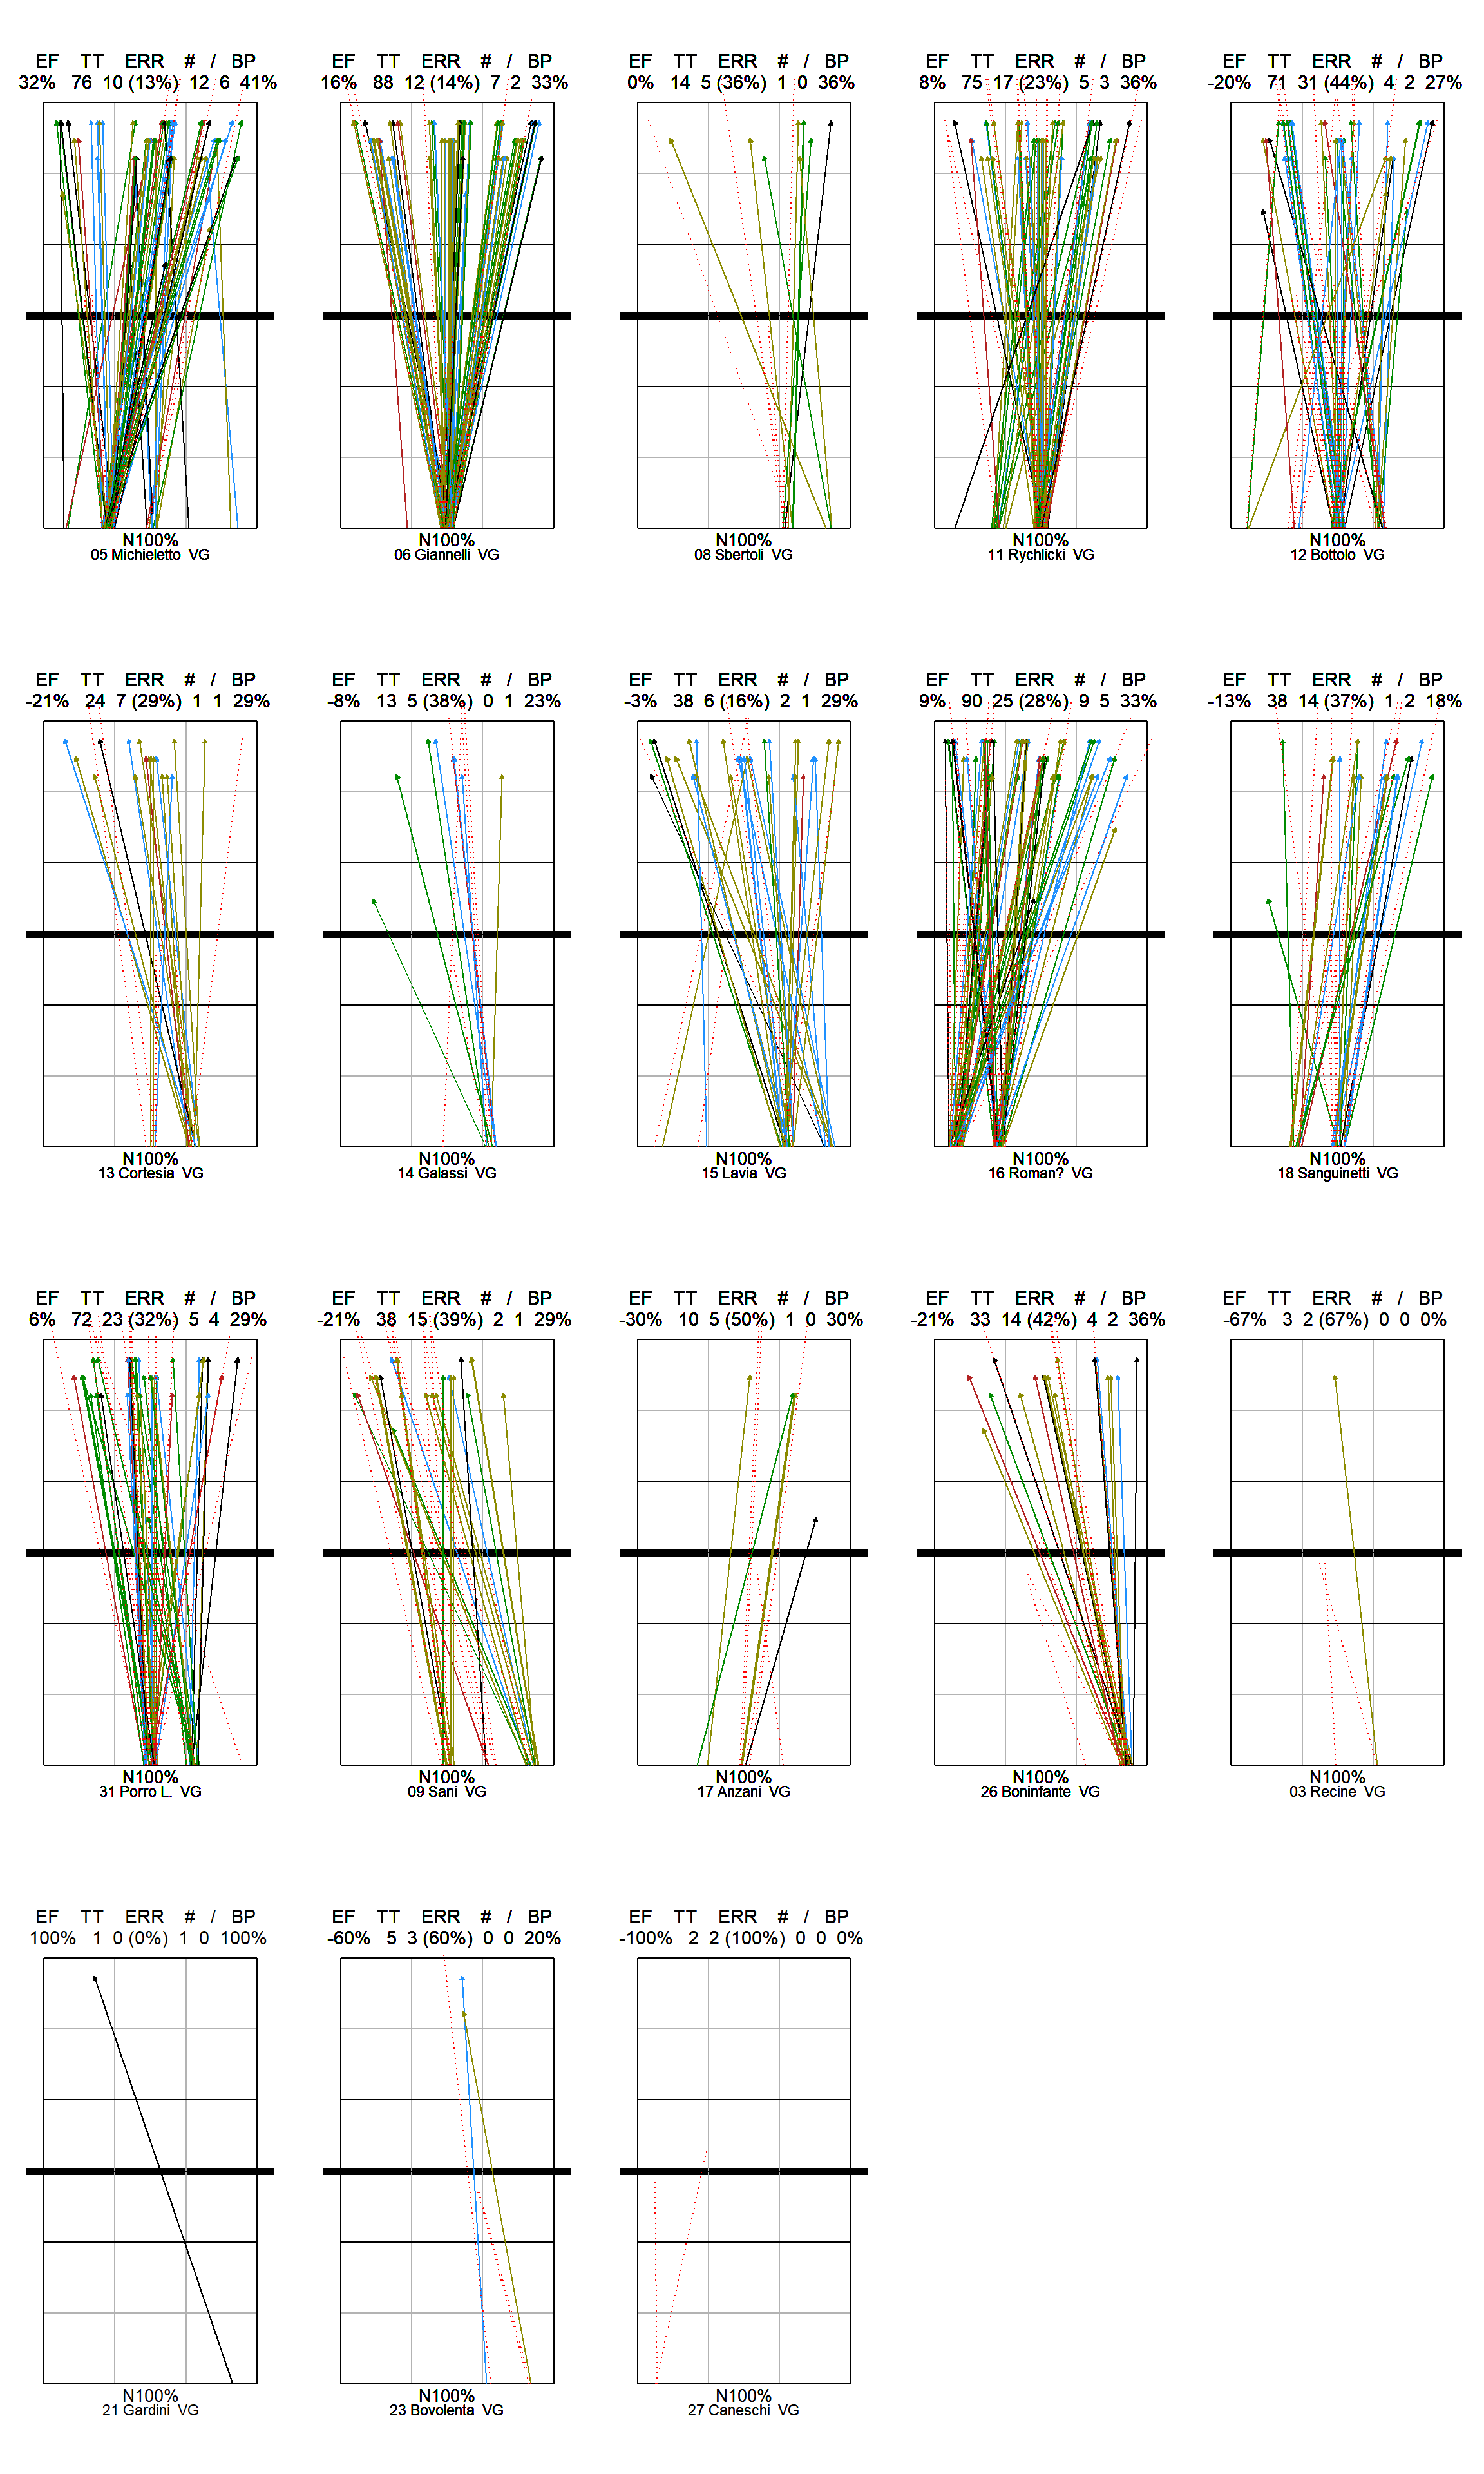 EF TT ERR # / BP
32% 76 10 (13%) 12 6 41%
N100%
05 Michieletto VG
EF TT ERR # / BP
16% 88 12 (14%) 7 2 33%
N100%
06 Giannelli VG
EF TT ERR # / BP
0% 14 5 (36%) 1 0 36%
N100%
08 Sbertoli VG
EF TT ERR # / BP
8% 75 17 (23%) 5 3 36%
N100%
11 Rychlicki VG
EF TT ERR # / BP
-20% 71 31 (44%) 4 2 27%
N100%
12 Bottolo VG
EF TT ERR # / BP
-21% 24 7 (29%) 1 1 29%
N100%
13 Cortesia VG
EF TT ERR # / BP
-8% 13 5 (38%) 0 1 23%
N100%
14 Galassi VG
EF TT ERR # / BP
-3% 38 6 (16%) 2 1 29%
N100%
15 Lavia VG
EF TT ERR # / BP
9% 90 25 (28%) 9 5 33%
N100%
16 Roman? VG
EF TT ERR # / BP
-13% 38 14 (37%) 1 2 18%
N100%
18 Sanguinetti VG
EF TT ERR # / BP
6% 72 23 (32%) 5 4 29%
N100%
31 Porro L. VG
EF TT ERR # / BP
-21% 38 15 (39%) 2 1 29%
N100%
09 Sani VG
EF TT ERR # / BP
-30% 10 5 (50%) 1 0 30%
N100%
17 Anzani VG
EF TT ERR # / BP
-21% 33 14 (42%) 4 2 36%
N100%
26 Boninfante VG
EF TT ERR # / BP
-67% 3 2 (67%) 0 0 0%
N100%
03 Recine VG
EF TT ERR # / BP
100% 1 0 (0%) 1 0 100%
N100%
21 Gardini VG
EF TT ERR # / BP
-60% 5 3 (60%) 0 0 20%
N100%
23 Bovolenta VG
EF TT ERR # / BP
-100% 2 2 (100%) 0 0 0%
N100%
27 Caneschi VG